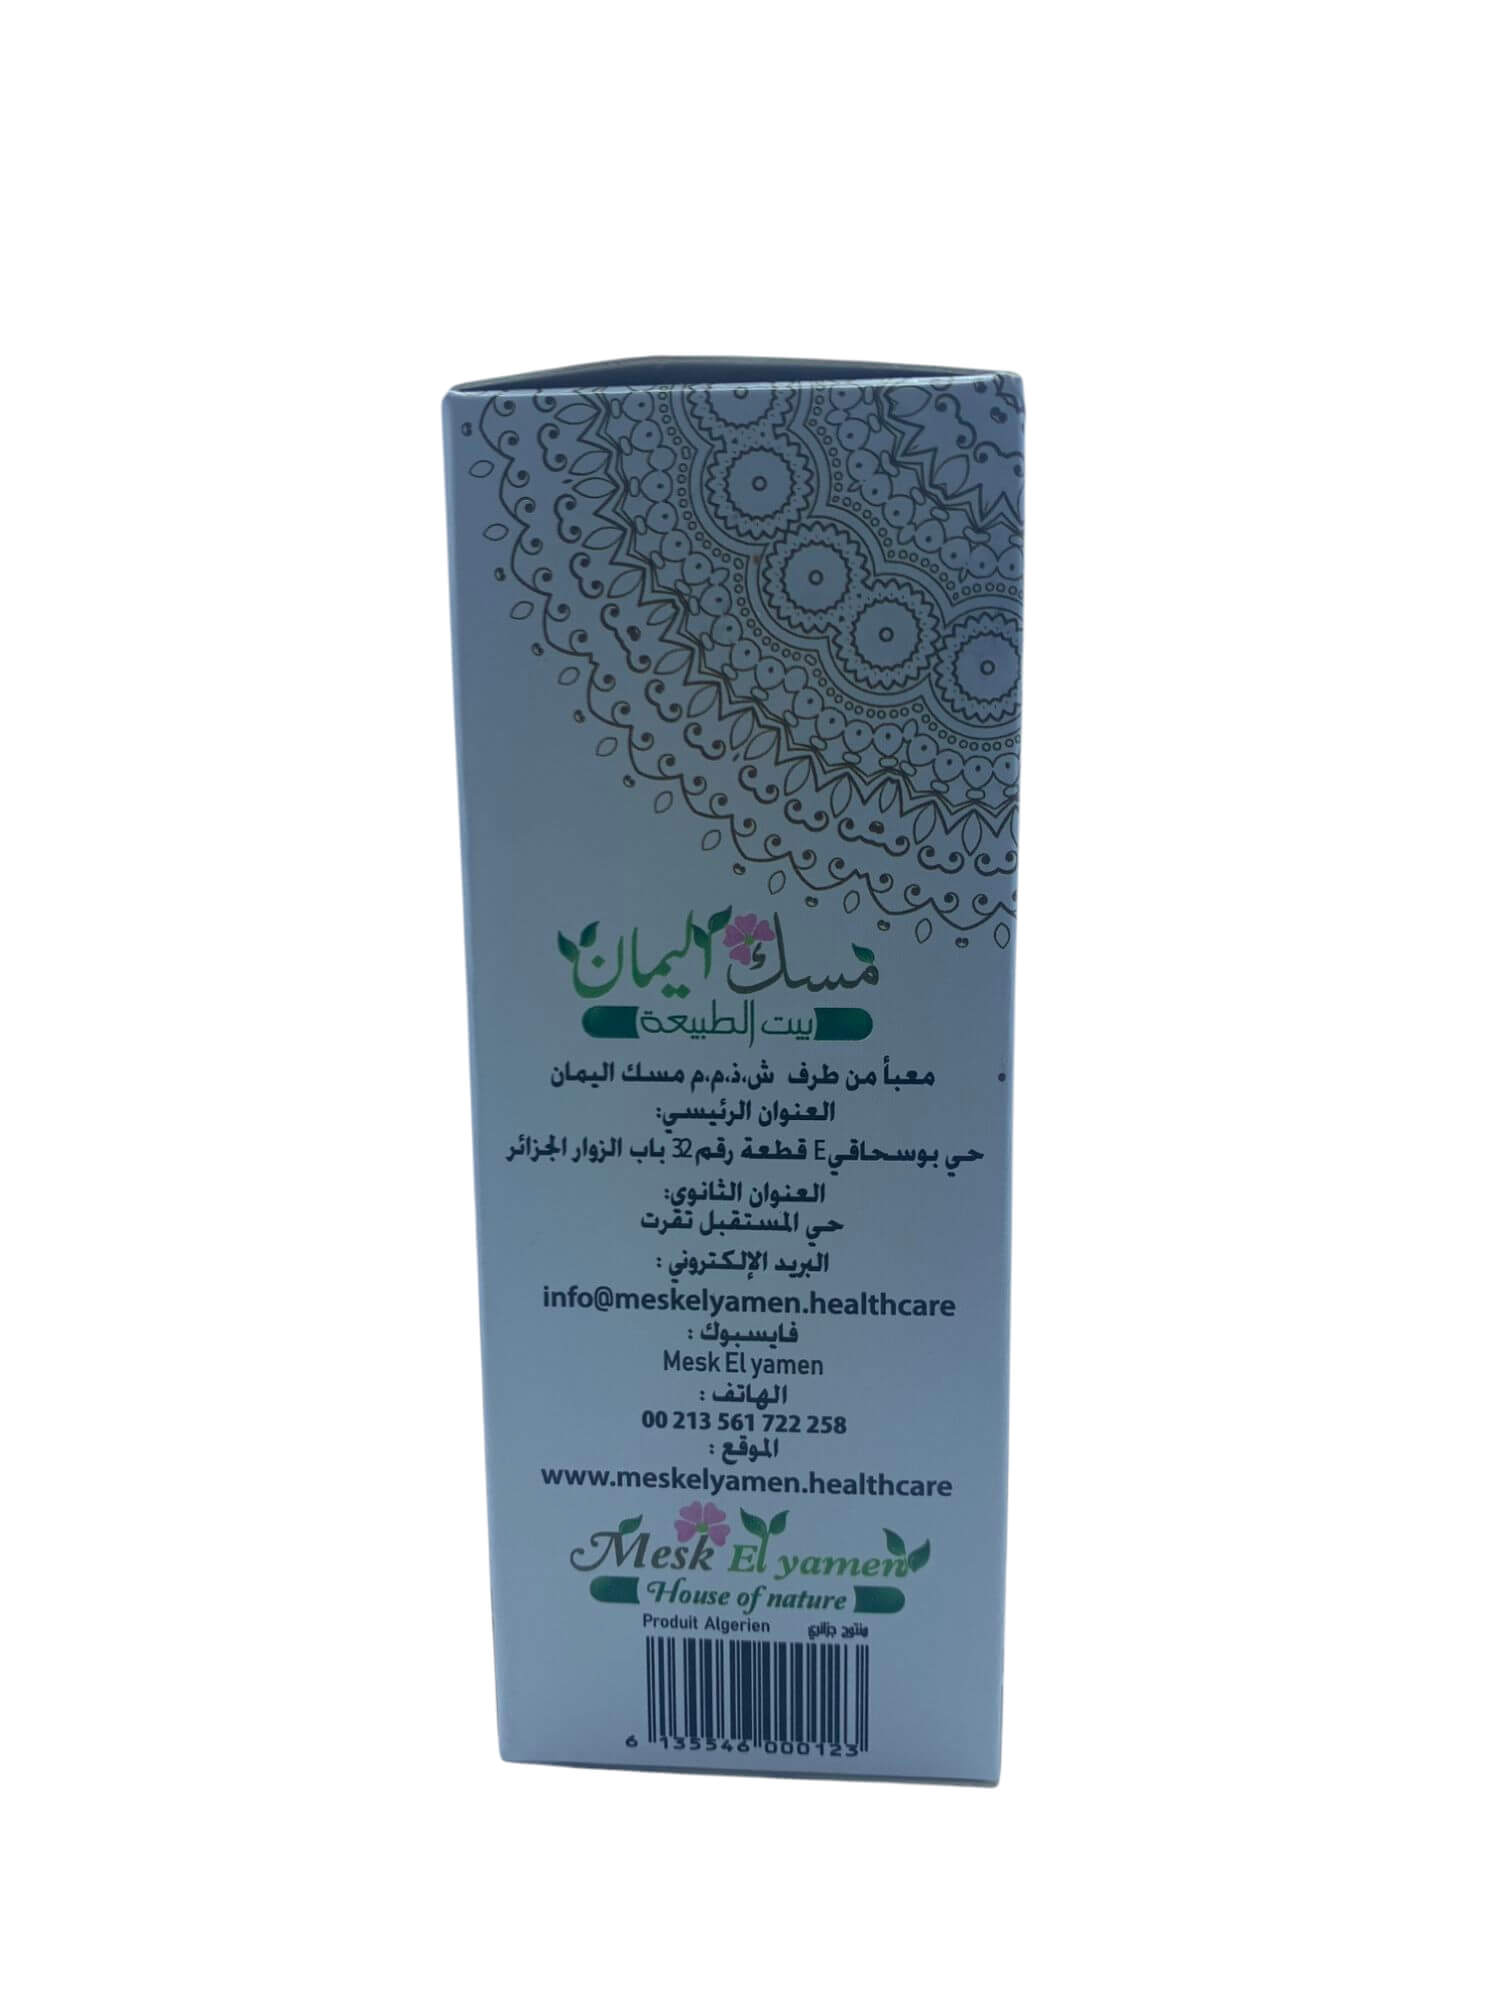 مسك اليمان
بيت الطبيعة
معبأ من طرف ش.ذ.م.م مسك اليمان
العنوان الرئيسي:
حي بوسحاقي E قطعة رقم 32 باب الزوار الجزائر
العنوان الثانوي:
حي المستقبل تقرت
البريد الإلكتروني :
info@meskelyamen.healthcare
فايسبوك :
Mesk El yamen
الهاتف :
00 213 561 722 258
الموقع :
www.meskelyamen.healthcare
Mesk El yamen
House of nature
Produit Algerien منتوج جزائري
6 135546 000123